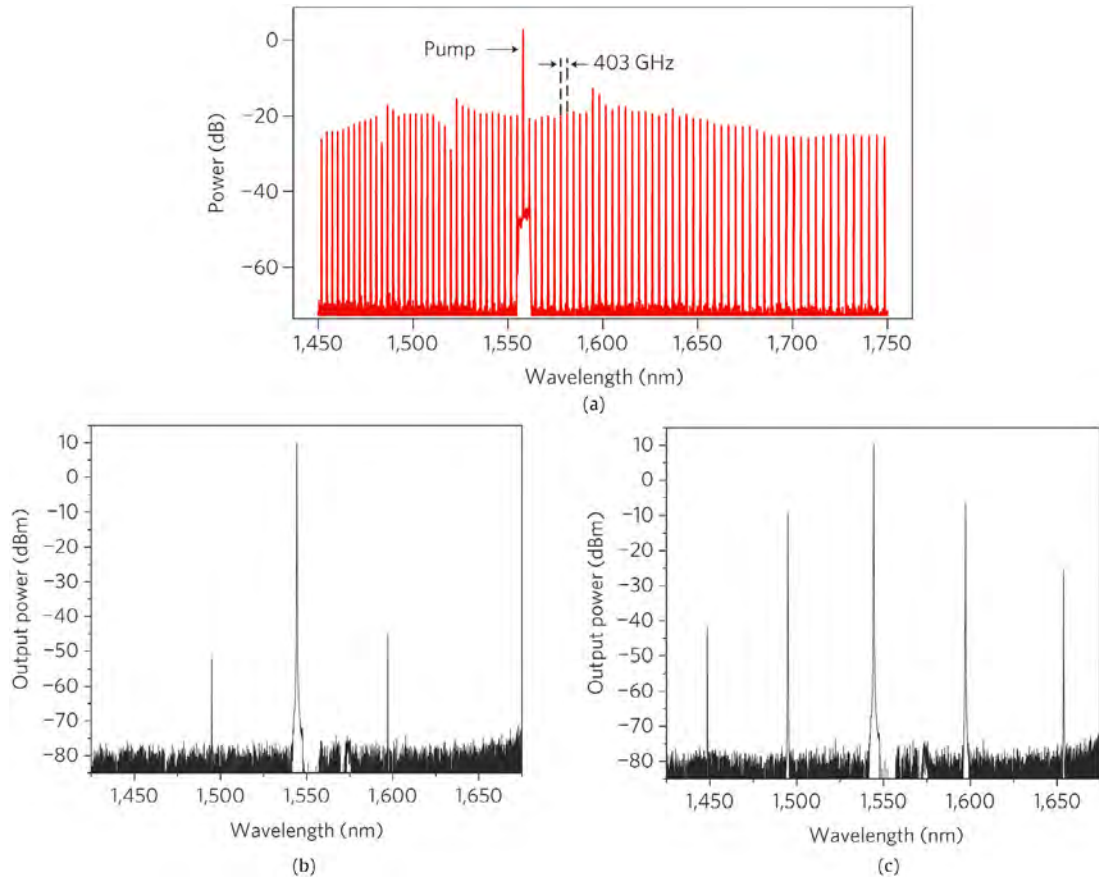 0
−20
−40
−60
Power (dB)
Pump
403 GHz
1,450 1,500 1,550 1,600 1,650 1,700 1,750
Wavelength (nm)
(a)
10
0
−10
−20
−30
−40
−50
−60
−70
−80
Output power (dBm)
1,450 1,500 1,550 1,600 1,650
Wavelength (nm)
(b)
10
0
−10
−20
−30
−40
−50
−60
−70
−80
Output power (dBm)
1,450 1,500 1,550 1,600 1,650
Wavelength (nm)
(c)